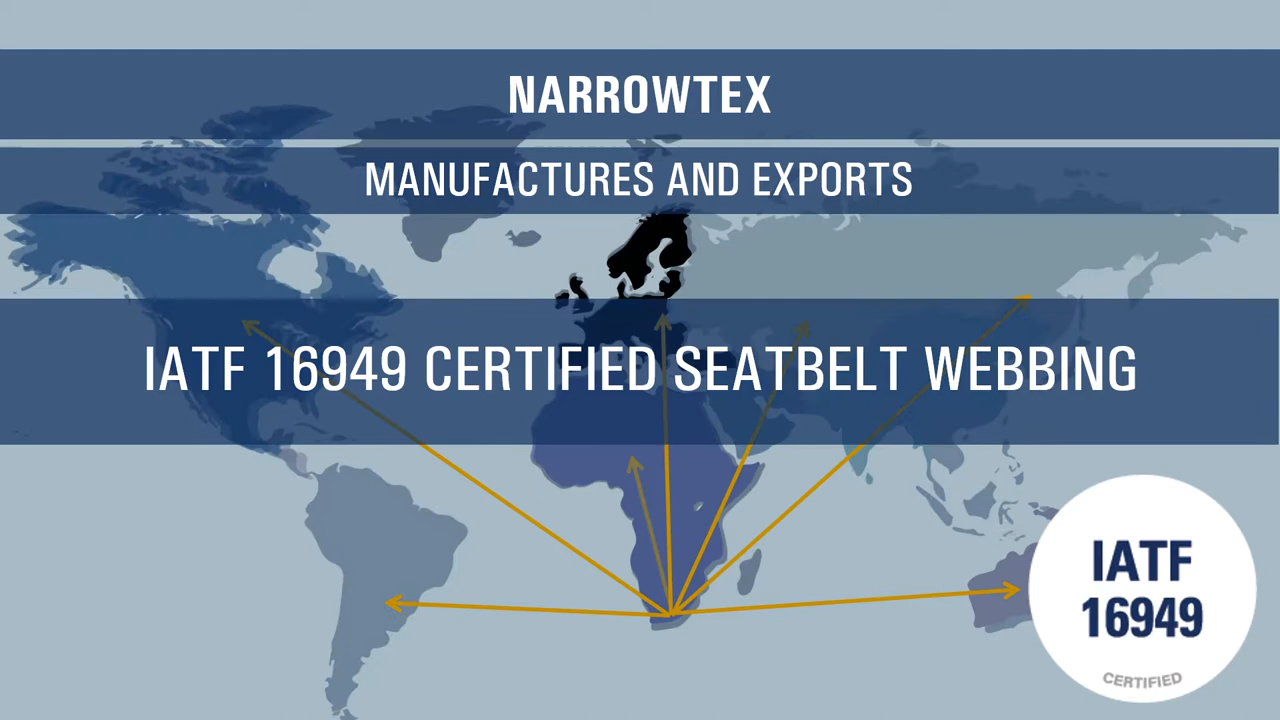 NARROWTEX
MANUFACTURES AND EXPORTS
IATF 16949 CERTIFIED SEATBELT WEBBING
IATF
16949
CERTIFIED